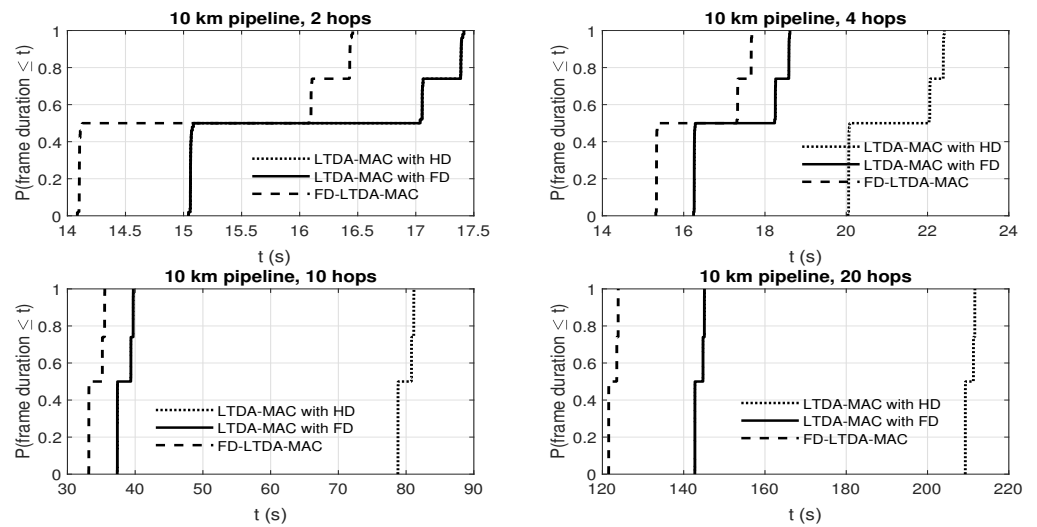 10 km pipeline, 2 hops
P(frame duration ≤ t)
1
0.8
0.6
0.4
0.2
0
LTDA-MAC with HD
LTDA-MAC with FD
FD-LTDA-MAC
14 14.5 15 15.5 16 16.5 17 17.5
t (s)
10 km pipeline, 4 hops
P(frame duration ≤ t)
1
0.8
0.6
0.4
0.2
0
LTDA-MAC with HD
LTDA-MAC with FD
FD-LTDA-MAC
14 16 18 20 22 24
t (s)
10 km pipeline, 10 hops
P(frame duration ≤ t)
1
0.8
0.6
0.4
0.2
0
LTDA-MAC with HD
LTDA-MAC with FD
FD-LTDA-MAC
30 40 50 60 70 80 90
t (s)
10 km pipeline, 20 hops
P(frame duration ≤ t)
1
0.8
0.6
0.4
0.2
0
LTDA-MAC with HD
LTDA-MAC with FD
FD-LTDA-MAC
120 140 160 180 200 220
t (s)